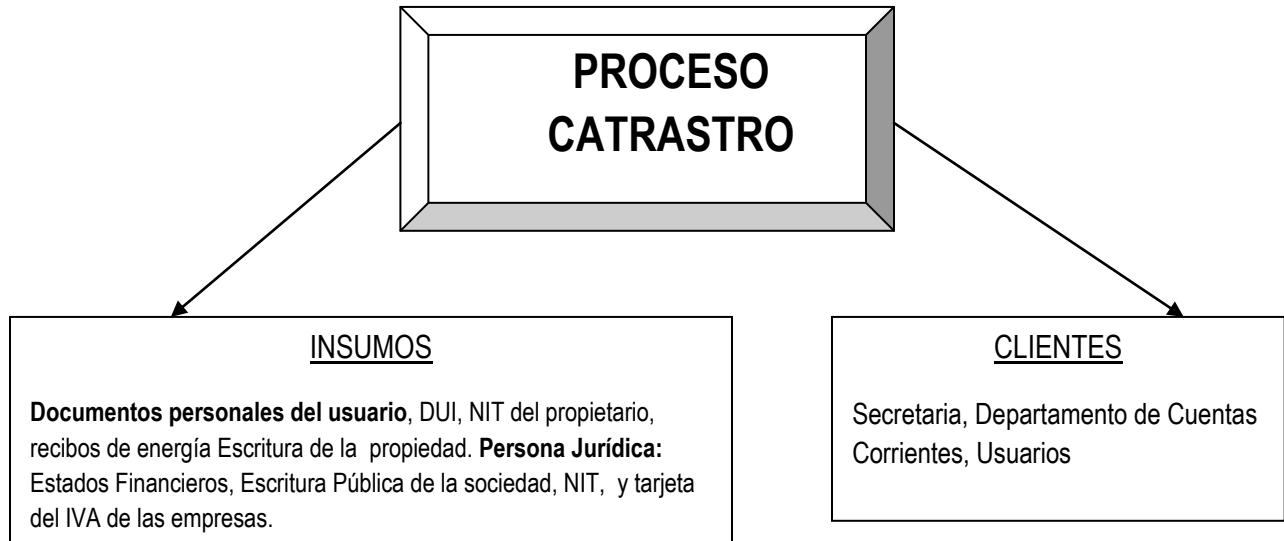 PROCESO
CATRASTRO
INSUMOS
Documentos personales del usuario, DUI, NIT del propietario,
recibos de energía Escritura de la propiedad. Persona Jurídica:
Estados Financieros, Escritura Pública de la sociedad, NIT, y tarjeta
del IVA de las empresas.
CLIENTES
Secretaria, Departamento de Cuentas
Corrientes, Usuarios